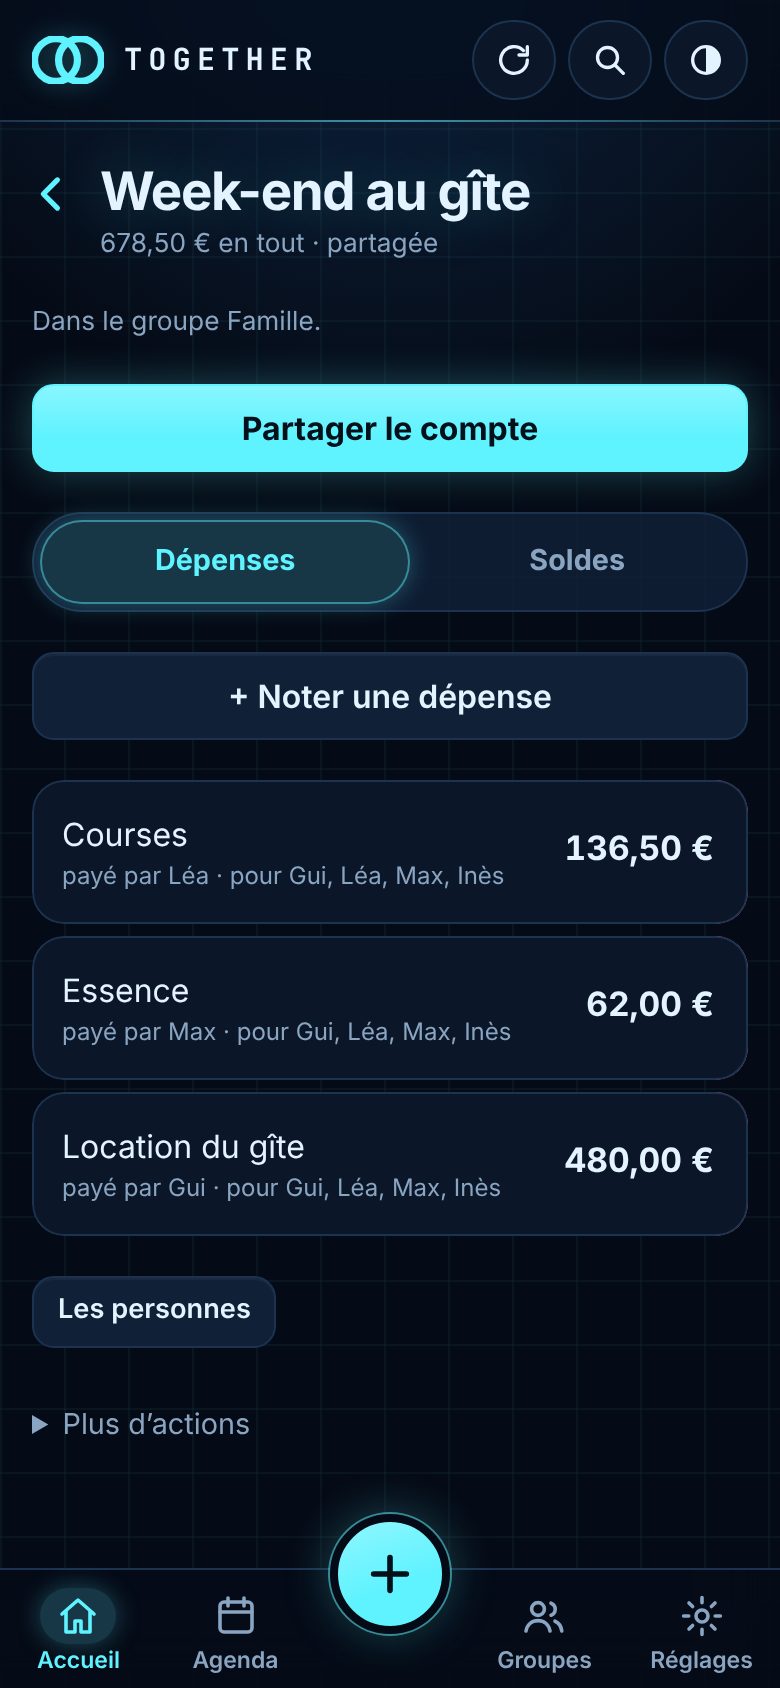 TOGETHER
Week-end au gîte
678,50 € en tout · partagée
Dans le groupe Famille.
Partager le compte
Dépenses
Soldes
+ Noter une dépense
Courses
136,50 €
payé par Léa · pour Gui, Léa, Max, Inès
Essence
62,00 €
payé par Max · pour Gui, Léa, Max, Inès
Location du gîte
480,00 €
payé par Gui · pour Gui, Léa, Max, Inès
Les personnes
Plus d’actions
Accueil
Agenda
Groupes
Réglages